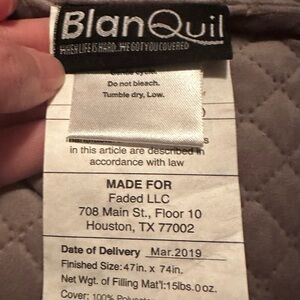 BlanQuil
WHEN LIFE IS HARD...WE GOT YOU COVERED
Do not bleach.
Tumble dry, Low.
in this article are described in
accordance with law
MADE FOR
Faded LLC
708 Main St., Floor 10
Houston, TX 77002
Date of Delivery Mar.2019
Finished Size:47in. x 74in.
Net Wgt. of Filling Mat'l:15lbs.0oz.
Cover: 100%